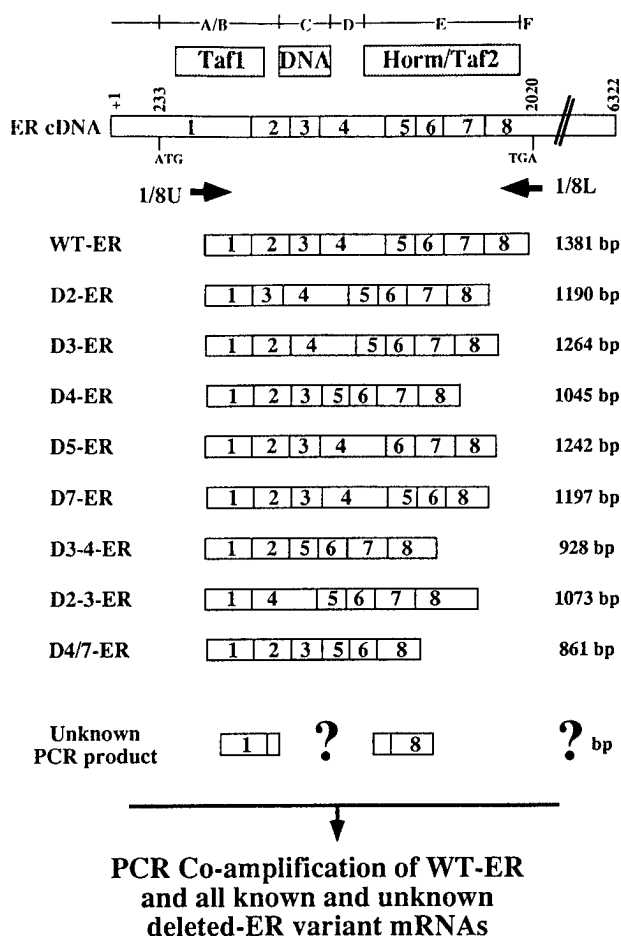 A/B C D E F
Taf1 DNA Horm/Taf2
+1 233 2020 6322
ER cDNA 1 2 3 4 5 6 7 8
ATG TGA
1/8U 1/8L
WT-ER 1 2 3 4 5 6 7 8 1381 bp
D2-ER 1 3 4 5 6 7 8 1190 bp
D3-ER 1 2 4 5 6 7 8 1264 bp
D4-ER 1 2 3 5 6 7 8 1045 bp
D5-ER 1 2 3 4 6 7 8 1242 bp
D7-ER 1 2 3 4 5 6 8 1197 bp
D3-4-ER 1 2 5 6 7 8 928 bp
D2-3-ER 1 4 5 6 7 8 1073 bp
D4/7-ER 1 2 3 5 6 8 861 bp
Unknown
PCR product 1 ? 8 ? bp
PCR Co-amplification of WT-ER
and all known and unknown
deleted-ER variant mRNAs